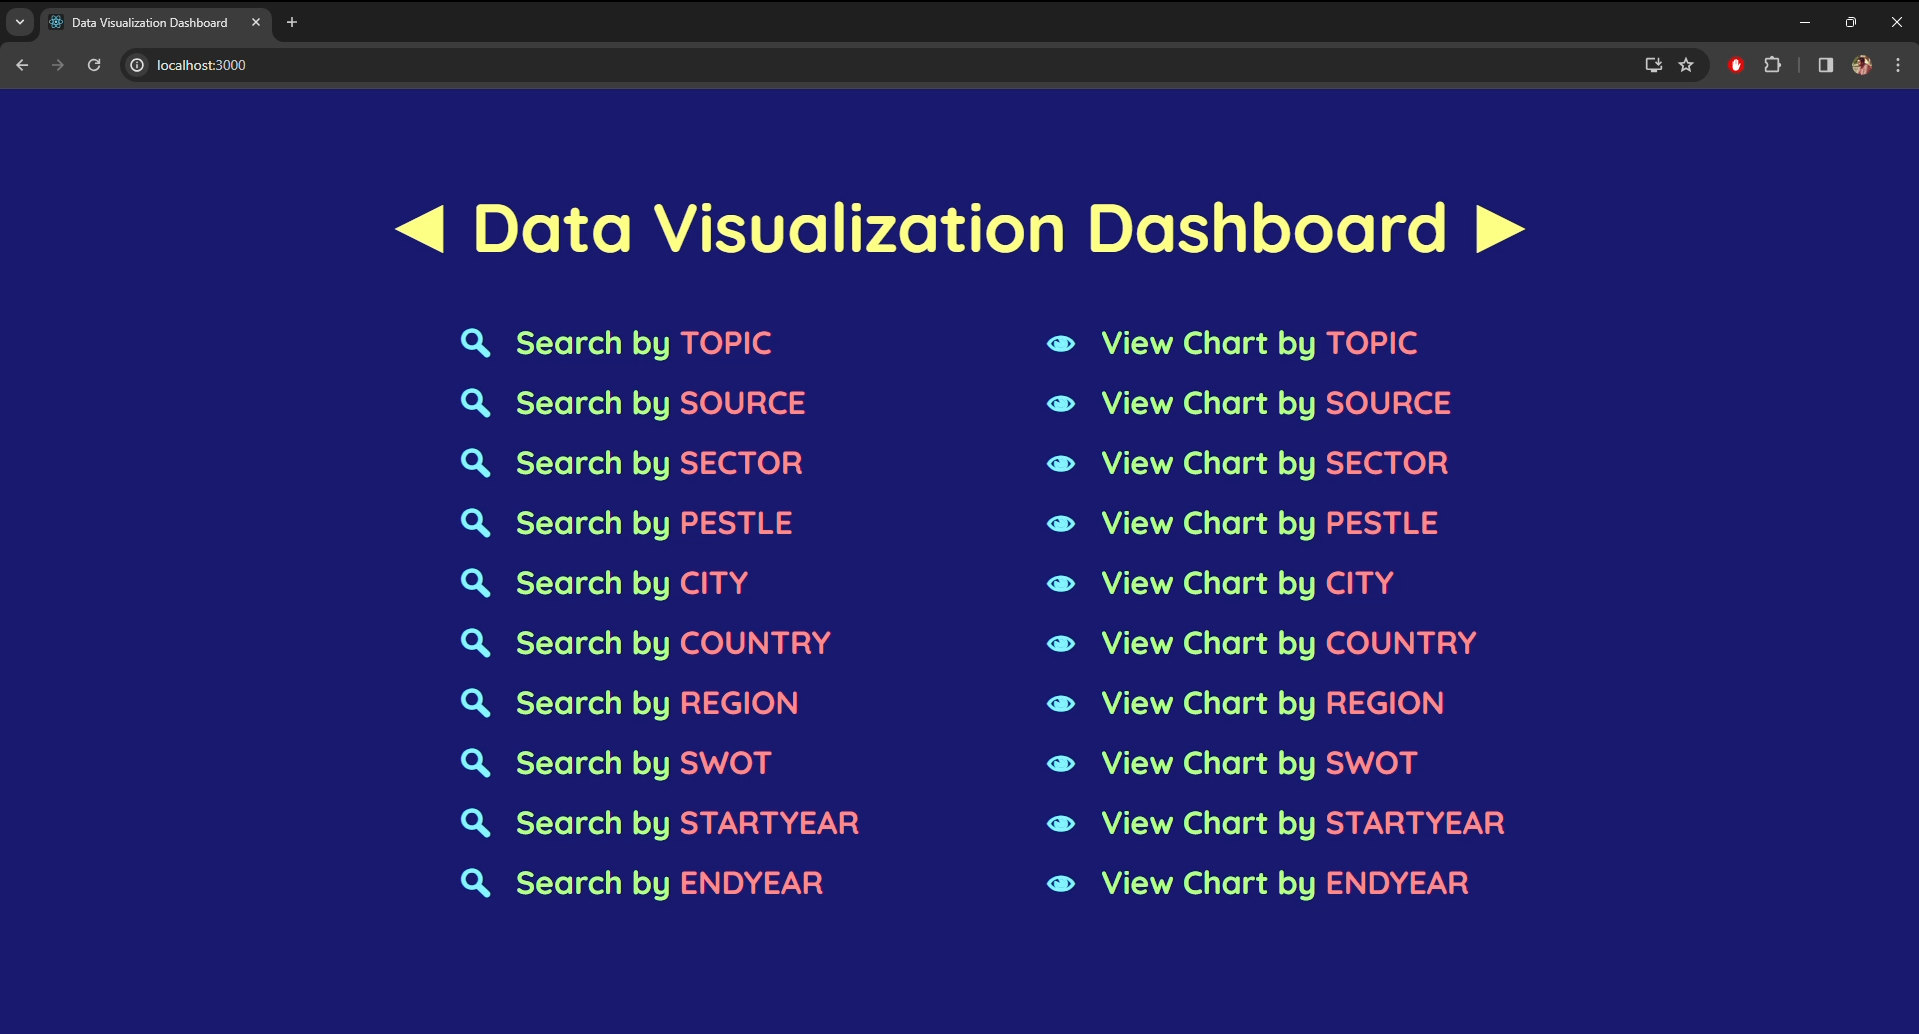 Data Visualization Dashboard
localhost:3000
Data Visualization Dashboard
Search by TOPIC
Search by SOURCE
Search by SECTOR
Search by PESTLE
Search by CITY
Search by COUNTRY
Search by REGION
Search by SWOT
Search by STARTYEAR
Search by ENDYEAR
View Chart by TOPIC
View Chart by SOURCE
View Chart by SECTOR
View Chart by PESTLE
View Chart by CITY
View Chart by COUNTRY
View Chart by REGION
View Chart by SWOT
View Chart by STARTYEAR
View Chart by ENDYEAR